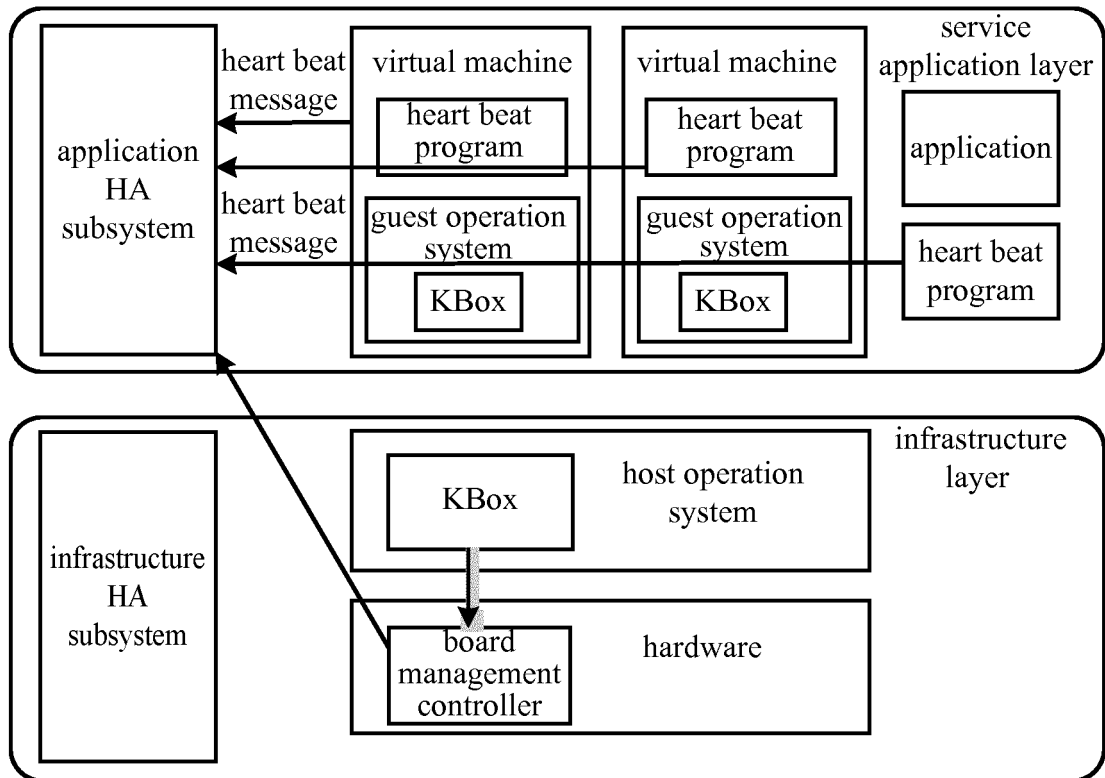 application
HA
subsystem
heart beat
message
heart beat
message
virtual machine
heart beat
program
guest operation
system
KBox
virtual machine
heart beat
program
guest operation
system
KBox
service
application layer
application
heart beat
program
infrastructure
HA
subsystem
KBox
host operation
system
board
management
controller
hardware
infrastructure
layer